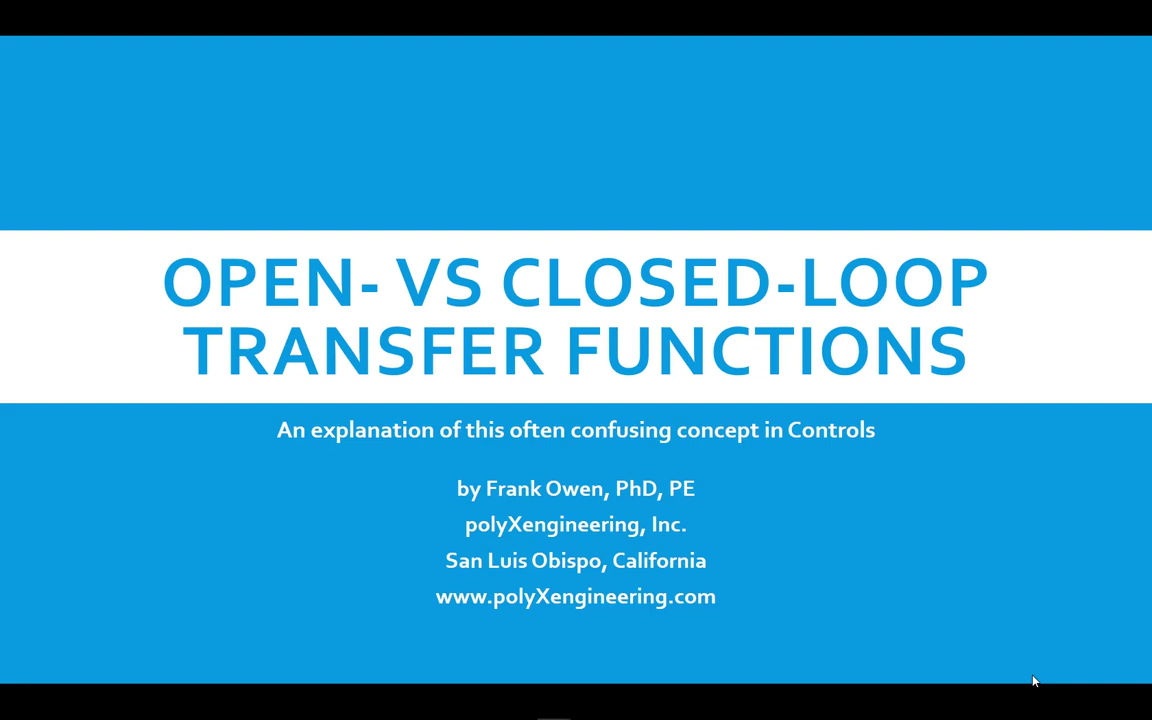 OPEN- VS CLOSED-LOOP
TRANSFER FUNCTIONS
An explanation of this often confusing concept in Controls
by Frank Owen, PhD, PE
polyXengineering, Inc.
San Luis Obispo, California
www.polyXengineering.com